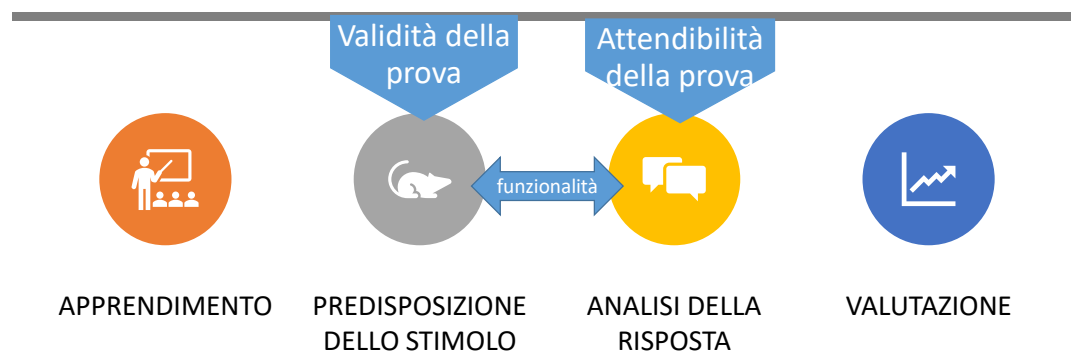 Validità della
prova
Attendibilità
della prova
funzionalità
APPRENDIMENTO
PREDISPOSIZIONE
DELLO STIMOLO
ANALISI DELLA
RISPOSTA
VALUTAZIONE